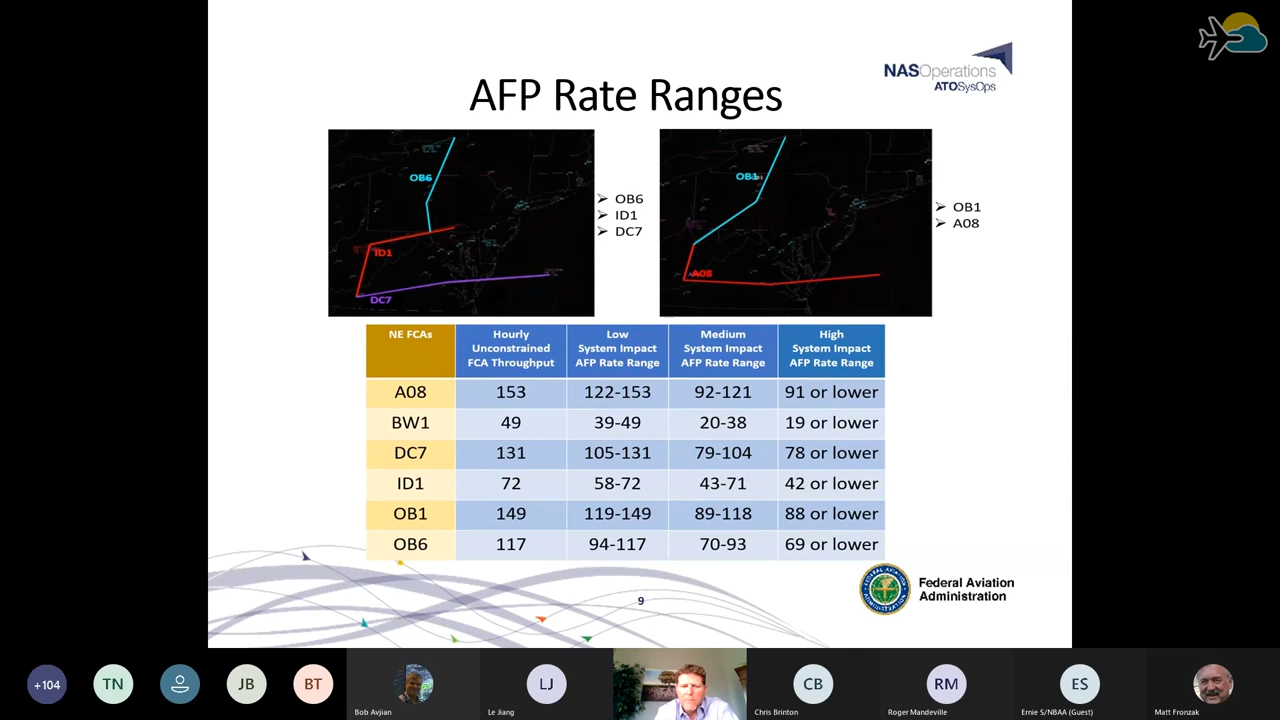 NASOperations
ATOSysOps
AFP Rate Ranges
OB6
ID1
DC7
➢ OB6
➢ ID1
➢ DC7
OB1
A08
➢ OB1
➢ A08
NE FCAs Hourly Unconstrained FCA Throughput Low System Impact AFP Rate Range Medium System Impact AFP Rate Range High System Impact AFP Rate Range
A08 153 122-153 92-121 91 or lower
BW1 49 39-49 20-38 19 or lower
DC7 131 105-131 79-104 78 or lower
ID1 72 58-72 43-71 42 or lower
OB1 149 119-149 89-118 88 or lower
OB6 117 94-117 70-93 69 or lower
Federal Aviation
Administration
9
+104 TN JB BT LJ CB RM ES
Bob Avjian Le Jiang Chris Brinton Roger Mandeville Ernie S/NBAA (Guest) Matt Fronzak